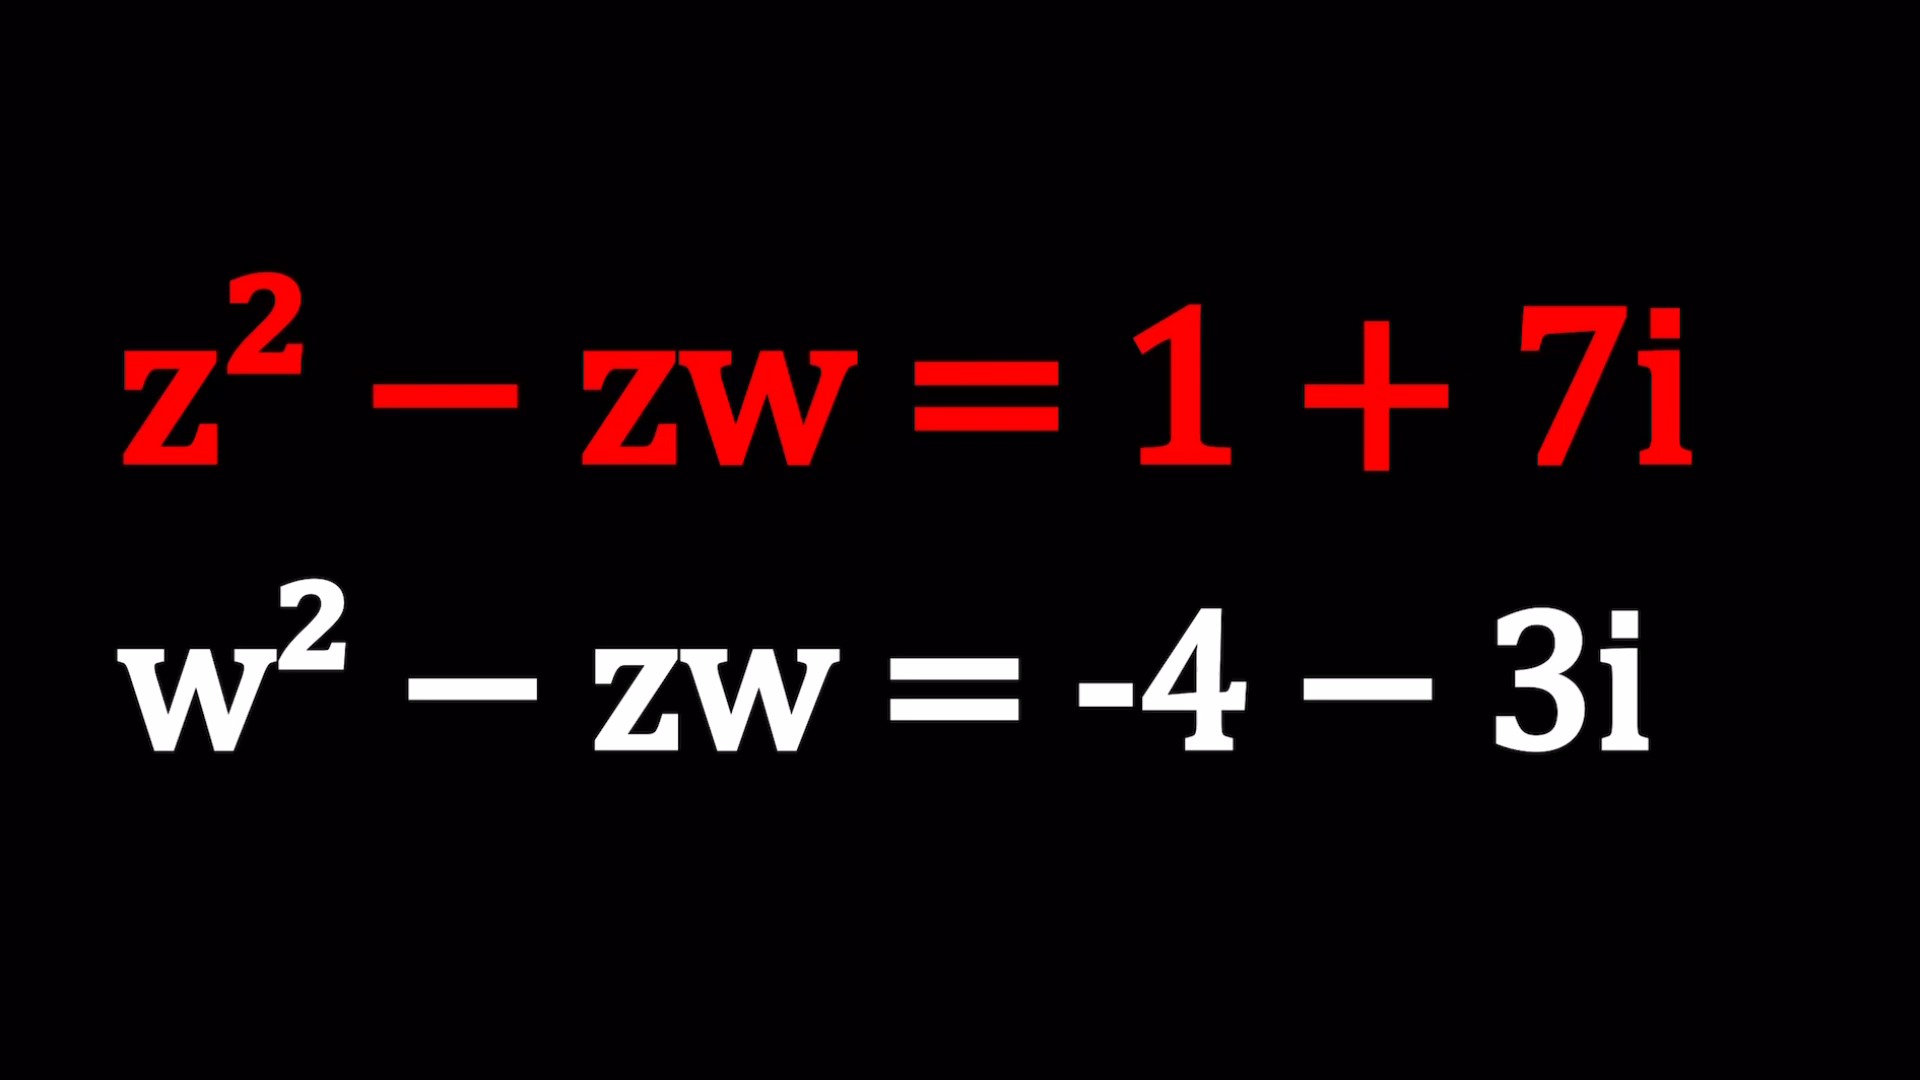 z² − zw = 1 + 7i
w² − zw = -4 − 3i